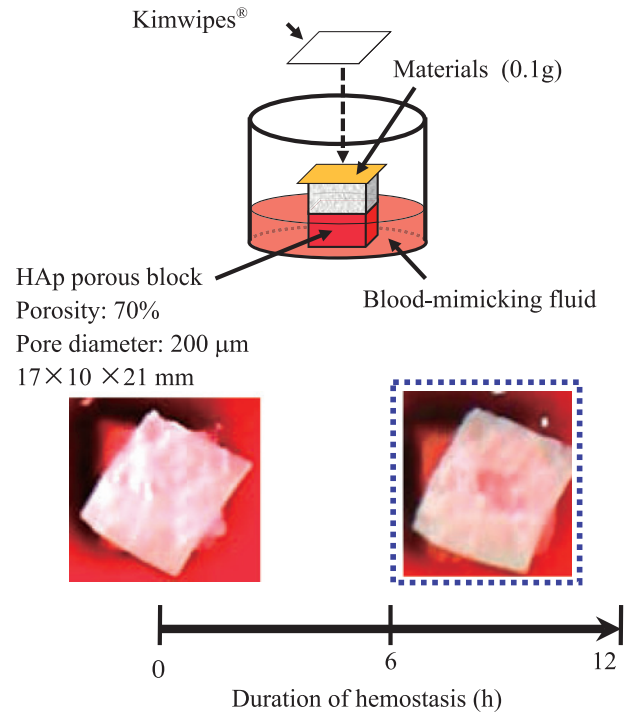 Kimwipes®
Materials (0.1g)
HAp porous block
Porosity: 70%
Pore diameter: 200 μm
17×10 ×21 mm
Blood-mimicking fluid
0
6
12
Duration of hemostasis (h)